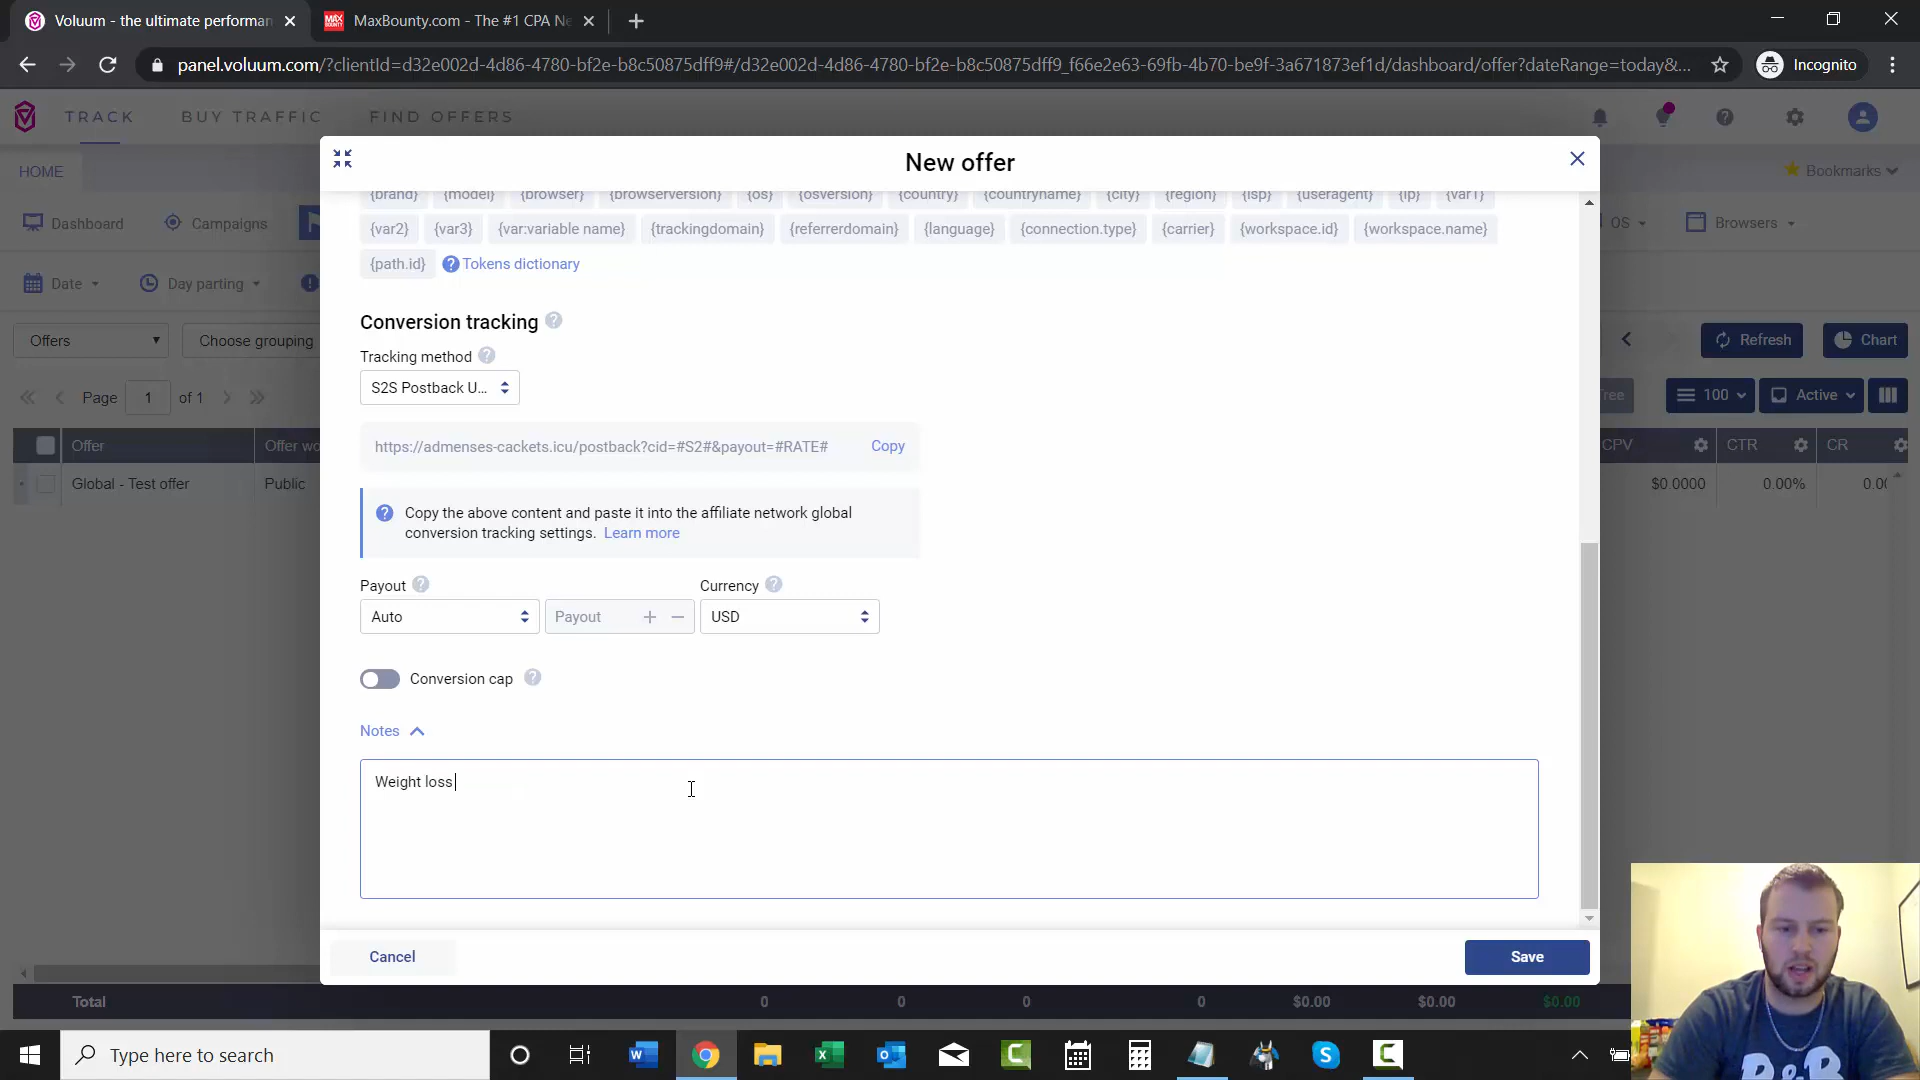 Voluum - the ultimate performan
MaxBounty.com - The #1 CPA Ne
panel.voluum.com/?clientId=d32e002d-4d86-4780-bf2e-b8c50875dff9#/d32e002d-4d86-4780-bf2e-b8c50875dff9_f66e2e63-69fb-4b70-be9f-3a671873ef1d/dashboard/offer?dateRange=today&...
Incognito
TRACK
BUY TRAFFIC
FIND OFFERS
HOME
Bookmarks
New offer
{brand} {model} {browser} {browserversion} {os} {osversion} {country} {countryname} {city} {region} {isp} {useragent} {ip} {var1}
Dashboard
Campaigns
{var2} {var3} {var:variable name} {trackingdomain} {referrerdomain} {language} {connection.type} {carrier} {workspace.id} {workspace.name}
OS
Browsers
{path.id} Tokens dictionary
Date
Day parting
Conversion tracking
Offers
Choose grouping
Refresh
Chart
Tracking method
S2S Postback U...
Page 1 of 1
100
Active
https://admenses-cackets.icu/postback?cid=#S2#&payout=#RATE#
Copy
Offer
Offer wo
CPV
CTR
CR
Global - Test offer
Public
$0.0000
0.00%
Copy the above content and paste it into the affiliate network global
conversion tracking settings. Learn more
Payout
Currency
Auto
Payout
USD
Conversion cap
Notes
Weight loss
Cancel
Save
Total
0
0
0
0
$0.00
$0.00
$0.00
Type here to search